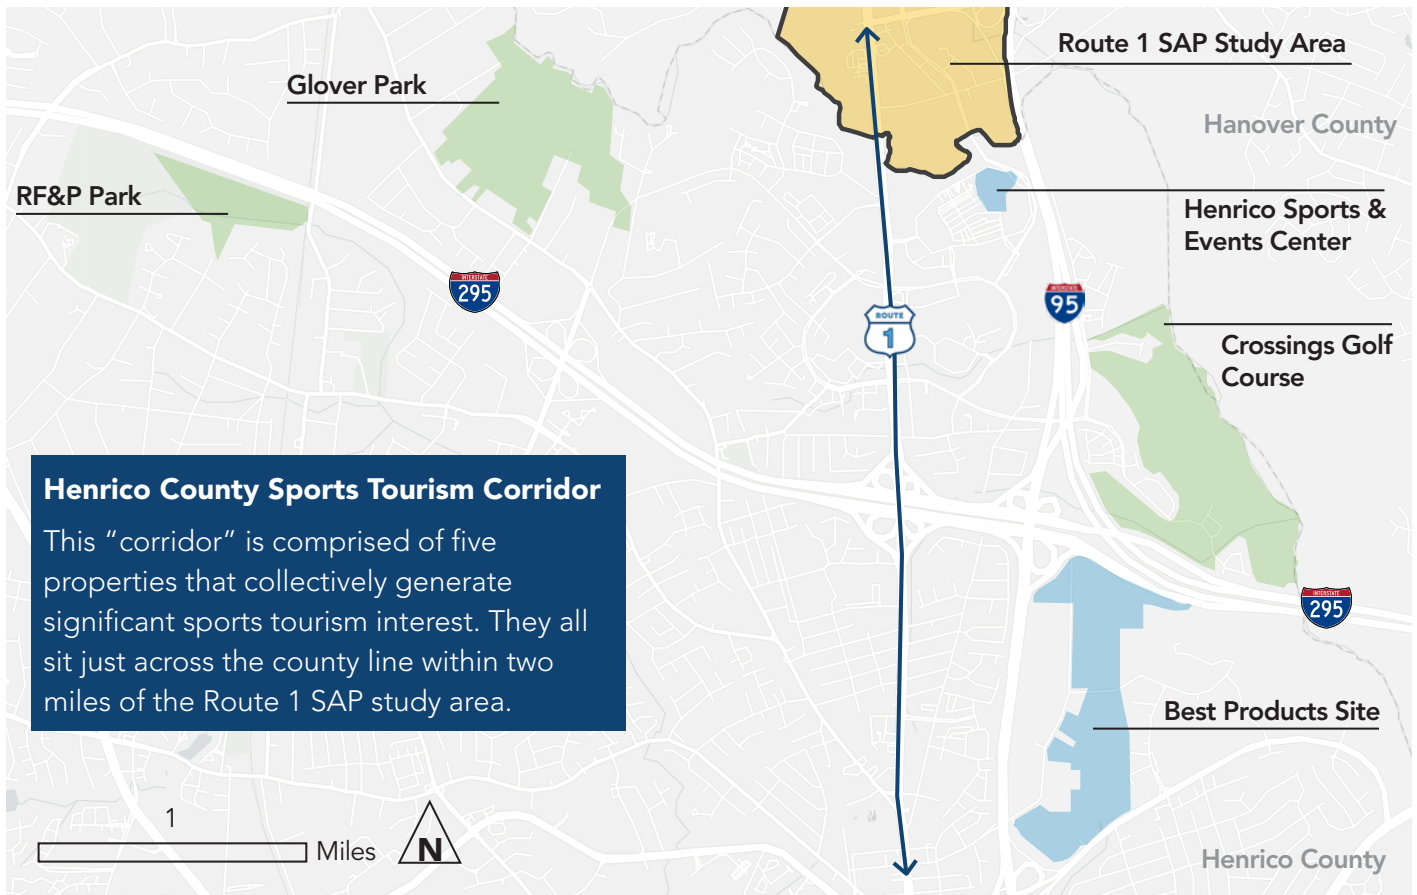 Route 1 SAP Study Area
Glover Park
Hanover County
RF&P Park
Henrico Sports &
Events Center
INTERSTATE
295
INTERSTATE
95
ROUTE
1
Crossings Golf
Course
Henrico County Sports Tourism Corridor
This “corridor” is comprised of five
properties that collectively generate
significant sports tourism interest. They all
sit just across the county line within two
miles of the Route 1 SAP study area.
INTERSTATE
295
Best Products Site
1
Miles
N
Henrico County